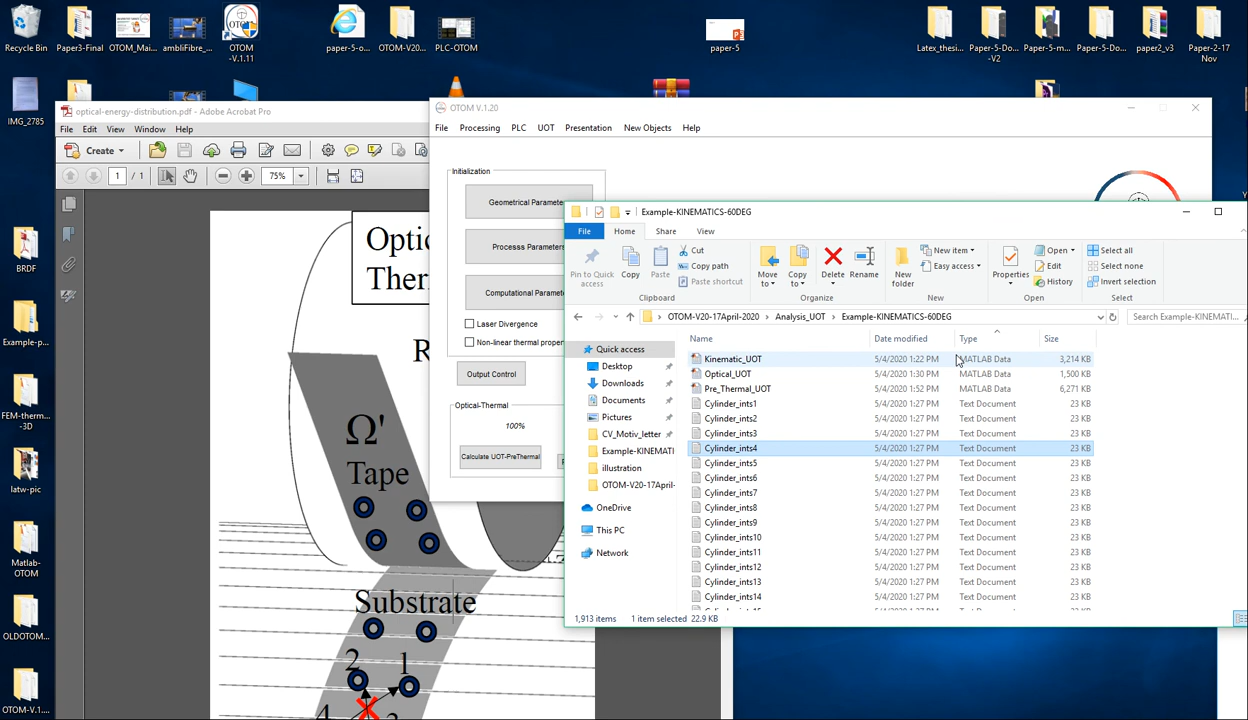 Recycle Bin
Paper3-Final
OTOM_Mai...
ambliFibre_...
OTOM
-V.1.11
paper-5-o...
OTOM-V20...
PLC-OTOM
paper-5
Latex_thesi...
Paper-5-Do...
-V2
Paper-5-m...
Paper-5-Do...
paper2_v3
Paper-2-17
Nov
IMG_2785
BRDF
Example-p...
FEM-therm...
-3D
latw-pic
Matlab-
OTOM
OLDOTOM...
OTOM-V.1....
optical-energy-distribution.pdf - Adobe Acrobat Pro
File Edit View Window Help
Create
1 / 1
75%
Optic
Ther
R
Ω'
Tape
Substrate
2 1
OTOM V.1.20
File Processing PLC UOT Presentation New Objects Help
OTOM
Initialization
Geometrical Paramete
Processs Parameters
Computational Paramet
Laser Divergence
Non-linear thermal proper
Output Control
Optical-Thermal
100%
Calculate UOT-PreThermal
Example-KINEMATICS-60DEG
File Home Share View
Pin to Quick
access
Copy
Paste
Cut
Copy path
Paste shortcut
Clipboard
Move
to
Copy
to
Delete
Rename
Organize
New
folder
New item
Easy access
New
Properties
Open
Edit
History
Open
Select all
Select none
Invert selection
Select
OTOM-V20-17April-2020 > Analysis_UOT > Example-KINEMATICS-60DEG
Search Example-KINEMATI...
Quick access
Desktop
Downloads
Documents
Pictures
CV_Motiv_letter
Example-KINEMATI
illustration
OTOM-V20-17April-
OneDrive
This PC
Network
Name Date modified Type Size
Kinematic_UOT 5/4/2020 1:22 PM MATLAB Data 3,214 KB
Optical_UOT 5/4/2020 1:30 PM MATLAB Data 1,500 KB
Pre_Thermal_UOT 5/4/2020 1:52 PM MATLAB Data 6,271 KB
Cylinder_ints1 5/4/2020 1:27 PM Text Document 23 KB
Cylinder_ints2 5/4/2020 1:27 PM Text Document 23 KB
Cylinder_ints3 5/4/2020 1:27 PM Text Document 23 KB
Cylinder_ints4 5/4/2020 1:27 PM Text Document 23 KB
Cylinder_ints5 5/4/2020 1:27 PM Text Document 23 KB
Cylinder_ints6 5/4/2020 1:27 PM Text Document 23 KB
Cylinder_ints7 5/4/2020 1:27 PM Text Document 23 KB
Cylinder_ints8 5/4/2020 1:27 PM Text Document 23 KB
Cylinder_ints9 5/4/2020 1:27 PM Text Document 23 KB
Cylinder_ints10 5/4/2020 1:27 PM Text Document 23 KB
Cylinder_ints11 5/4/2020 1:27 PM Text Document 23 KB
Cylinder_ints12 5/4/2020 1:27 PM Text Document 23 KB
Cylinder_ints13 5/4/2020 1:27 PM Text Document 23 KB
Cylinder_ints14 5/4/2020 1:27 PM Text Document 23 KB
1,913 items 1 item selected 22.9 KB